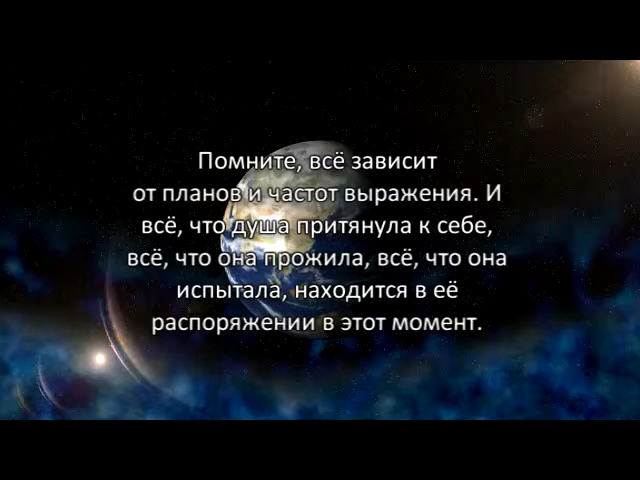 Помните, всё зависит
от планов и частот выражения. И
всё, что душа притянула к себе,
всё, что она прожила, всё, что она
испытала, находится в её
распоряжении в этот момент.